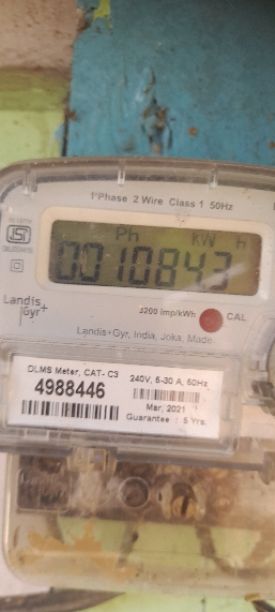 1 Phase 2 Wire Class 1 50Hz
Ph KW h
0010843
Landis
Gyr+
3200 imp/kWh CAL
Landis+Gyr, India, Joka, Made
DLMS Meter, CAT- C3
4988446
240V, 5-30 A, 50Hz
Mar, 2021
Guarantee : 5 Yrs.